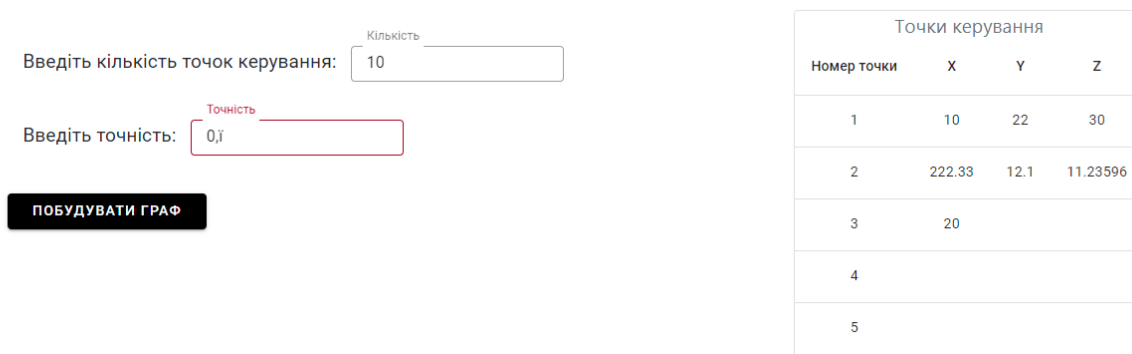 Кількість
Введіть кількість точок керування: 10
Точність
Введіть точність: 0,ї
ПОБУДУВАТИ ГРАФ
Точки керування
Номер точки X Y Z
1 10 22 30
2 222.33 12.1 11.23596
3 20
4
5